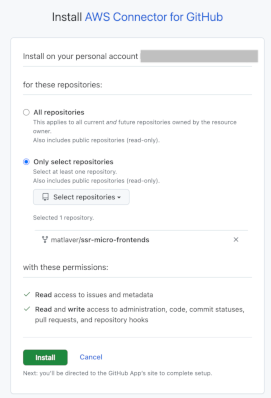 Install AWS Connector for GitHub
Install on your personal account
for these repositories:
All repositories
This applies to all current and future repositories owned by the resource
owner.
Also includes public repositories (read-only).
Only select repositories
Select at least one repository.
Also includes public repositories (read-only).
Select repositories
Selected 1 repository.
matlaver/ssr-micro-frontends
with these permissions:
Read access to issues and metadata
Read and write access to administration, code, commit statuses,
pull requests, and repository hooks
Install Cancel
Next: you'll be directed to the GitHub App's site to complete setup.